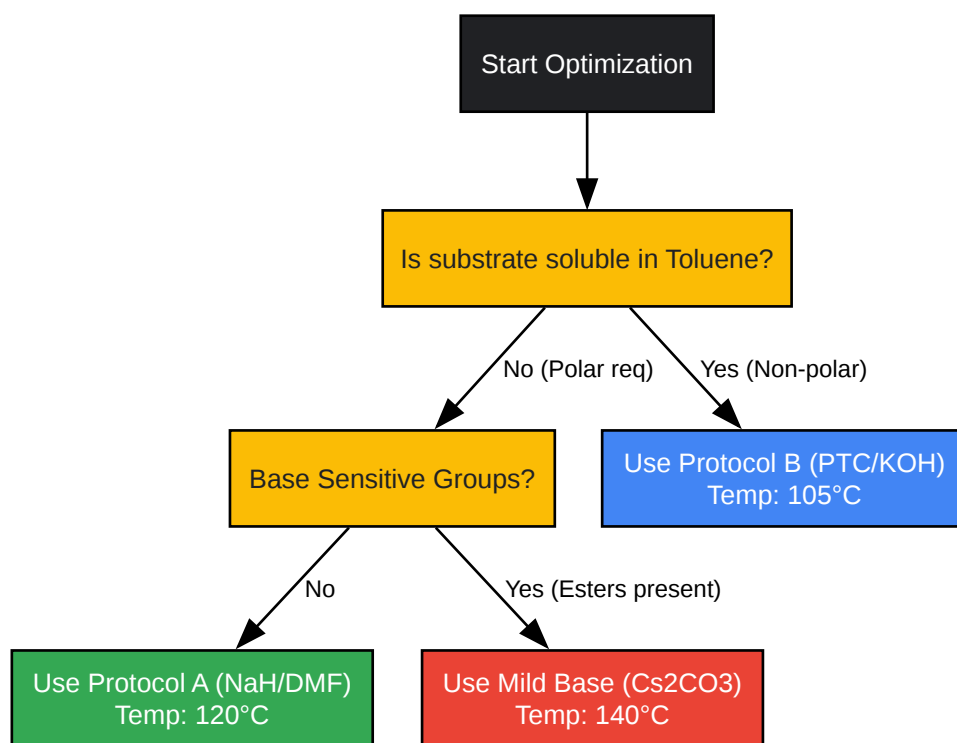 Start Optimization
Is substrate soluble in Toluene?
No (Polar req)
Yes (Non-polar)
Base Sensitive Groups?
Use Protocol B (PTC/KOH)
Temp: 105°C
No
Yes (Esters present)
Use Protocol A (NaH/DMF)
Temp: 120°C
Use Mild Base (Cs2CO3)
Temp: 140°C